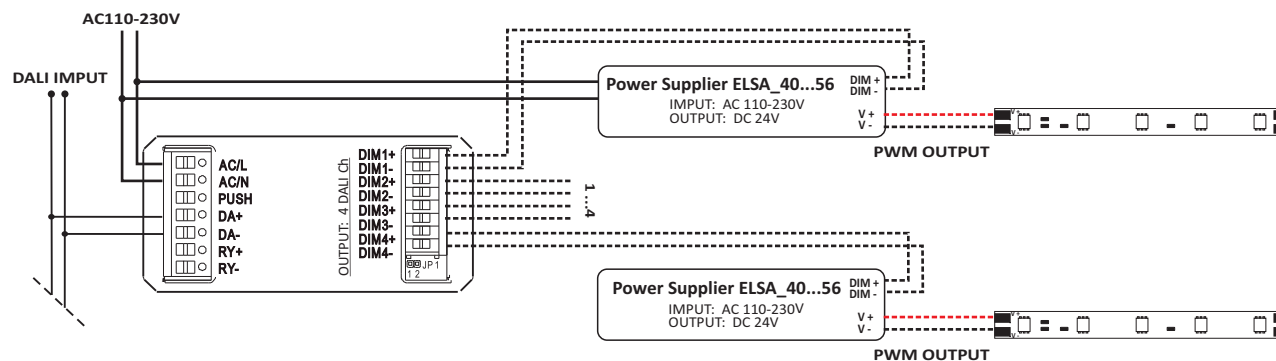 AC110-230V
DALI IMPUT
AC/L
AC/N
PUSH
DA+
DA-
RY+
RY-
OUTPUT: 4 DALI Ch
DIM1+
DIM1-
DIM2+
DIM2-
DIM3+
DIM3-
DIM4+
DIM4-
JP 1
1 2
1....4
Power Supplier ELSA_40...56
IMPUT: AC 110-230V
OUTPUT: DC 24V
DIM +
DIM -
V +
V -
PWM OUTPUT
V+
V-
Power Supplier ELSA_40...56
IMPUT: AC 110-230V
OUTPUT: DC 24V
DIM +
DIM -
V +
V -
PWM OUTPUT
V+
V-